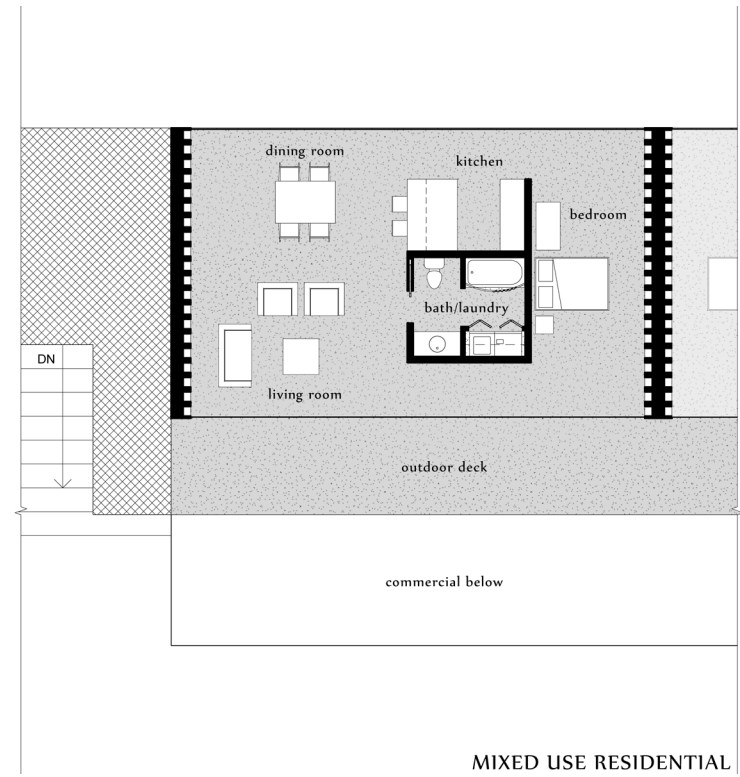 dining room
kitchen
bedroom
bath/laundry
DN
living room
outdoor deck
commercial below
MIXED USE RESIDENTIAL